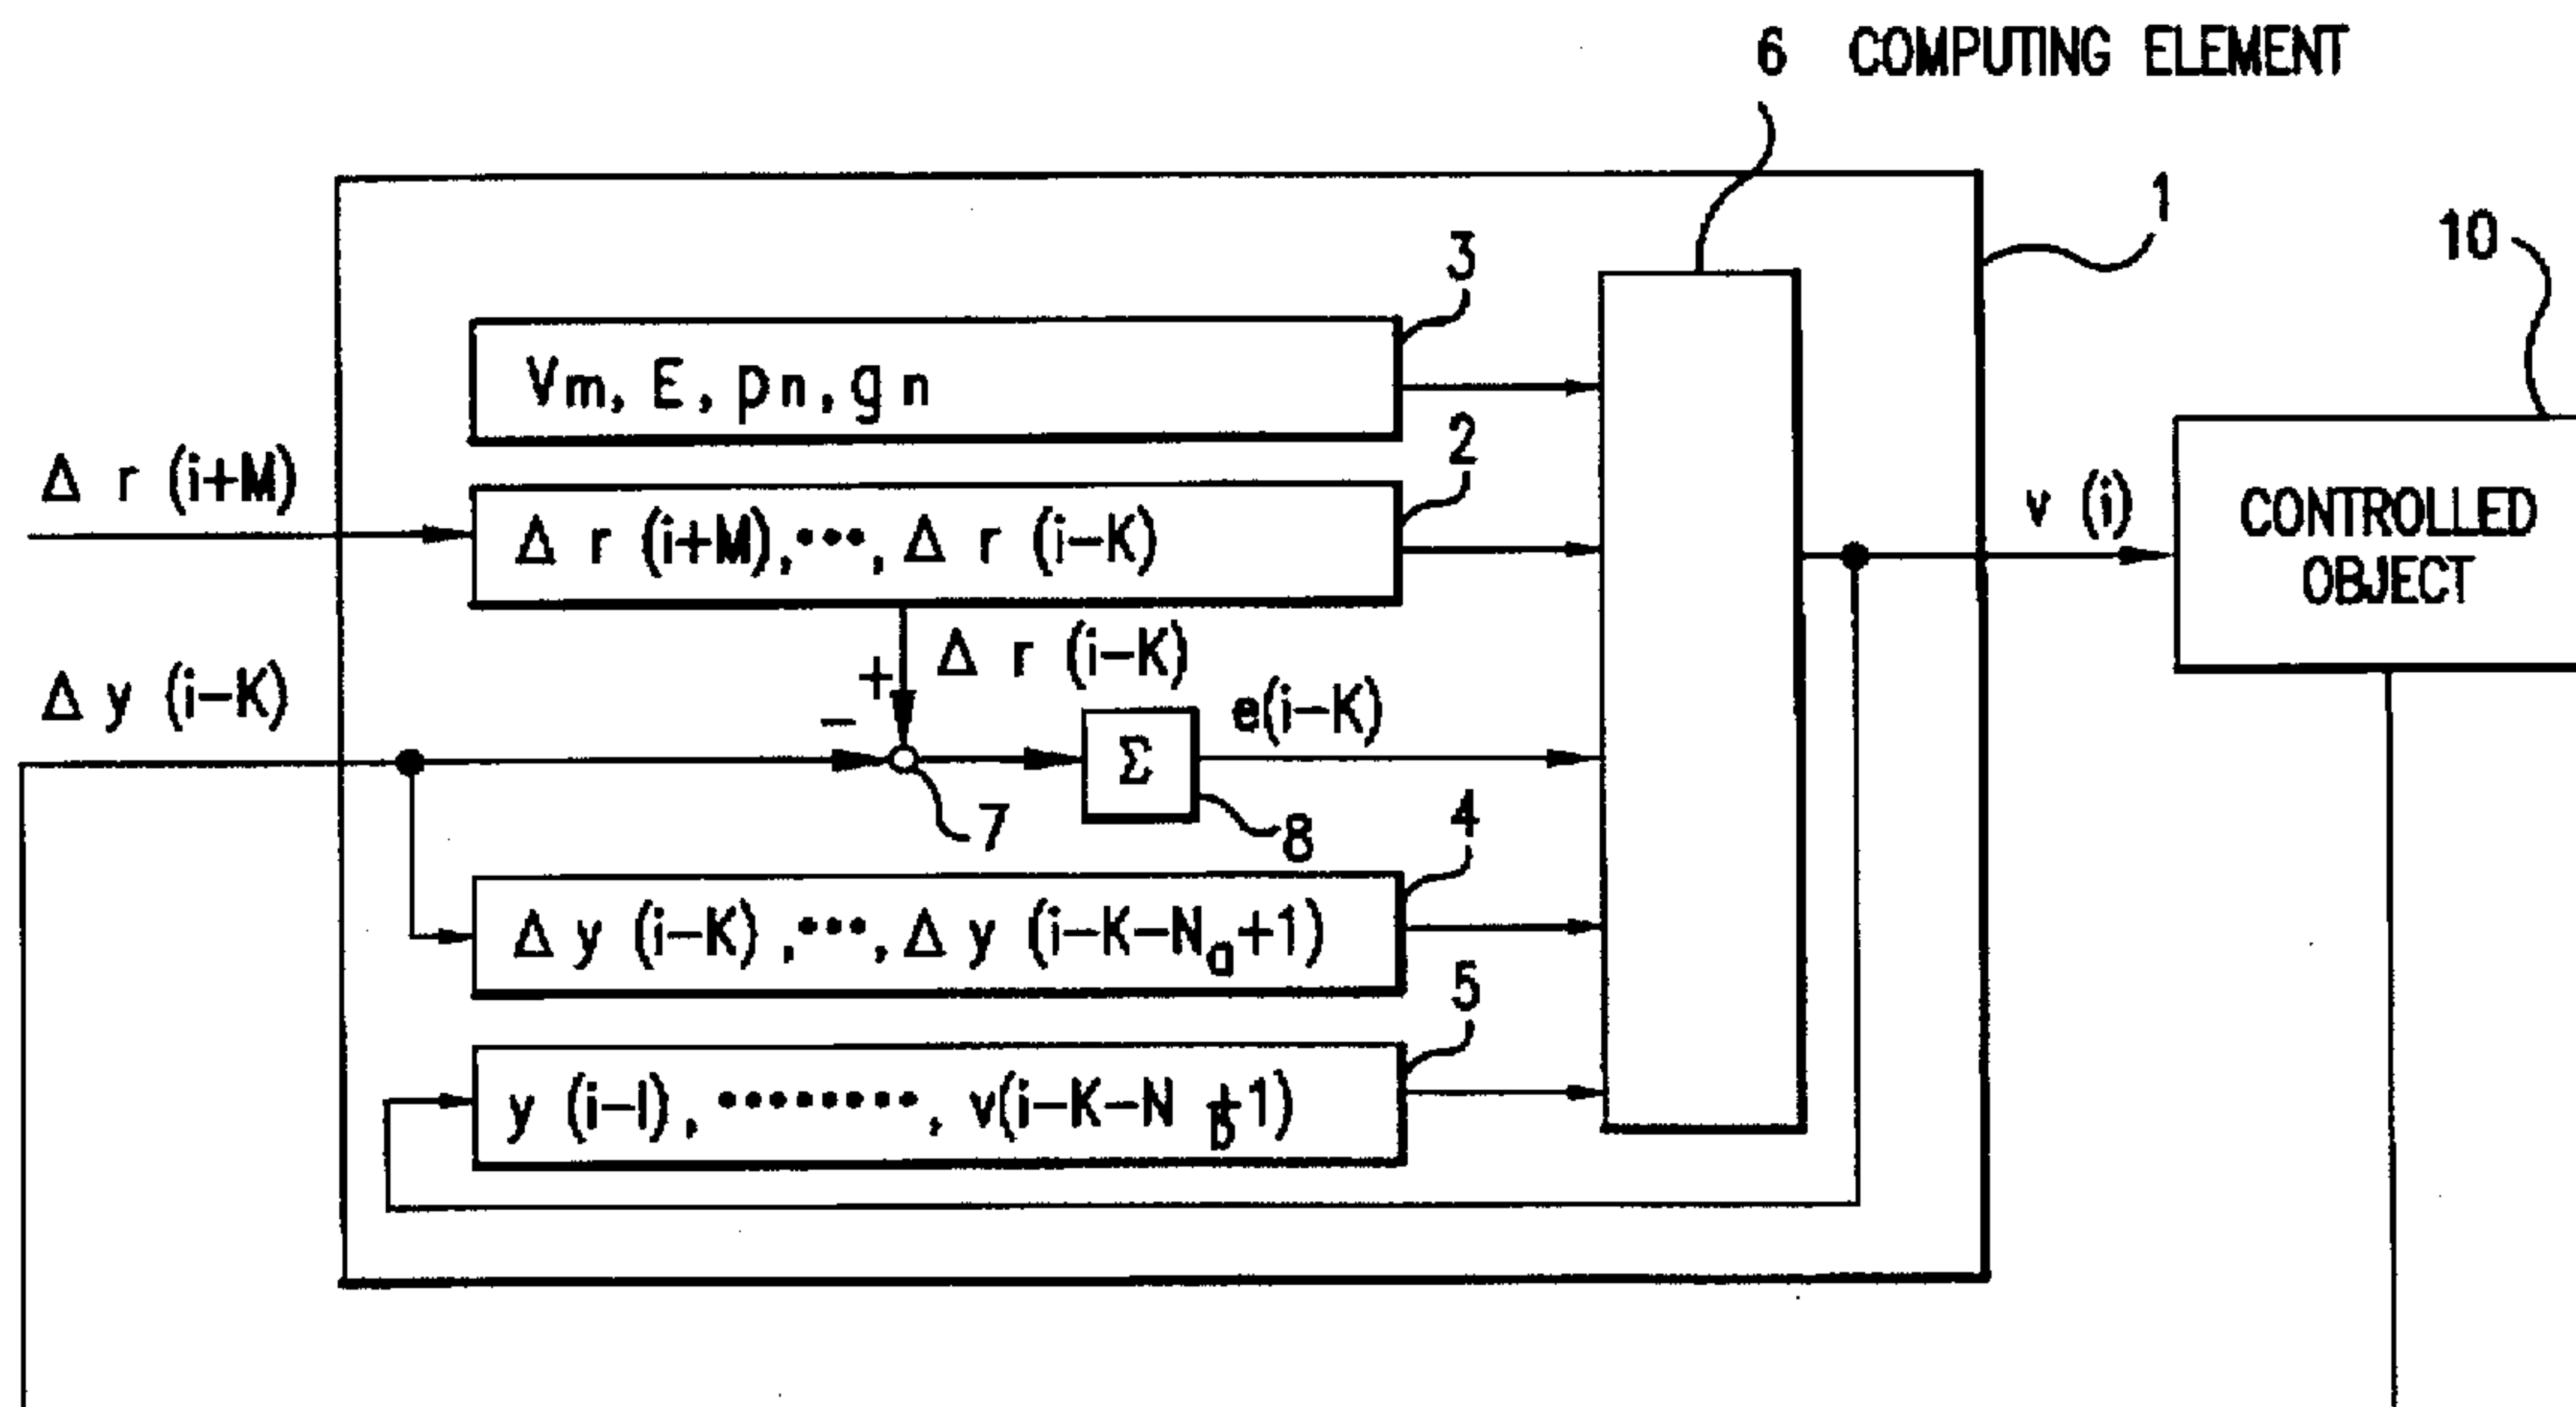 6 COMPUTING ELEMENT
1
10
3
Vm, E, pn, gn
2
Δ r (i+M)
Δ r (i+M),•••, Δ r (i−K)
v (i)
CONTROLLED
OBJECT
+
Δ r (i−K)
Δ y (i−K)
−
Σ
e(i−K)
7
8
4
Δ y (i−K) ,•••, Δ y (i−K−Na+1)
5
y (i−I), ••••••••, v(i−K−N b+1)